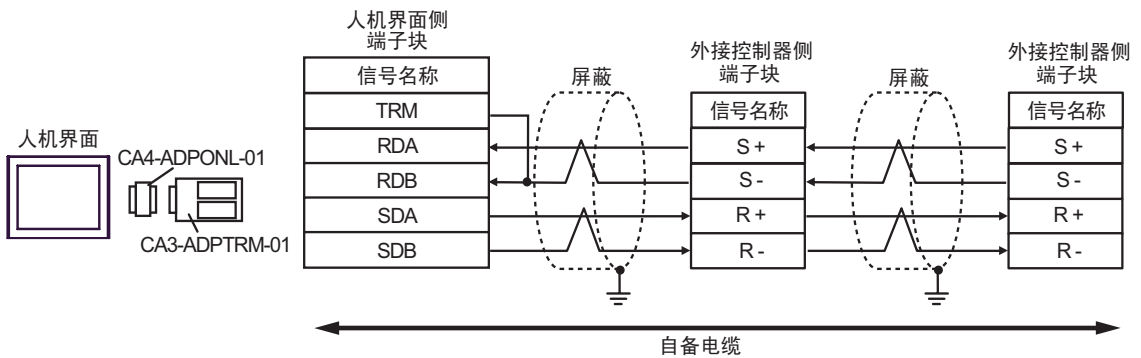 人机界面
CA4-ADPONL-01
CA3-ADPTRM-01
人机界面侧
端子块
信号名称
TRM
RDA
RDB
SDA
SDB
屏蔽
外接控制器侧
端子块
信号名称
S+
S-
R+
R-
屏蔽
外接控制器侧
端子块
信号名称
S+
S-
R+
R-
自备电缆